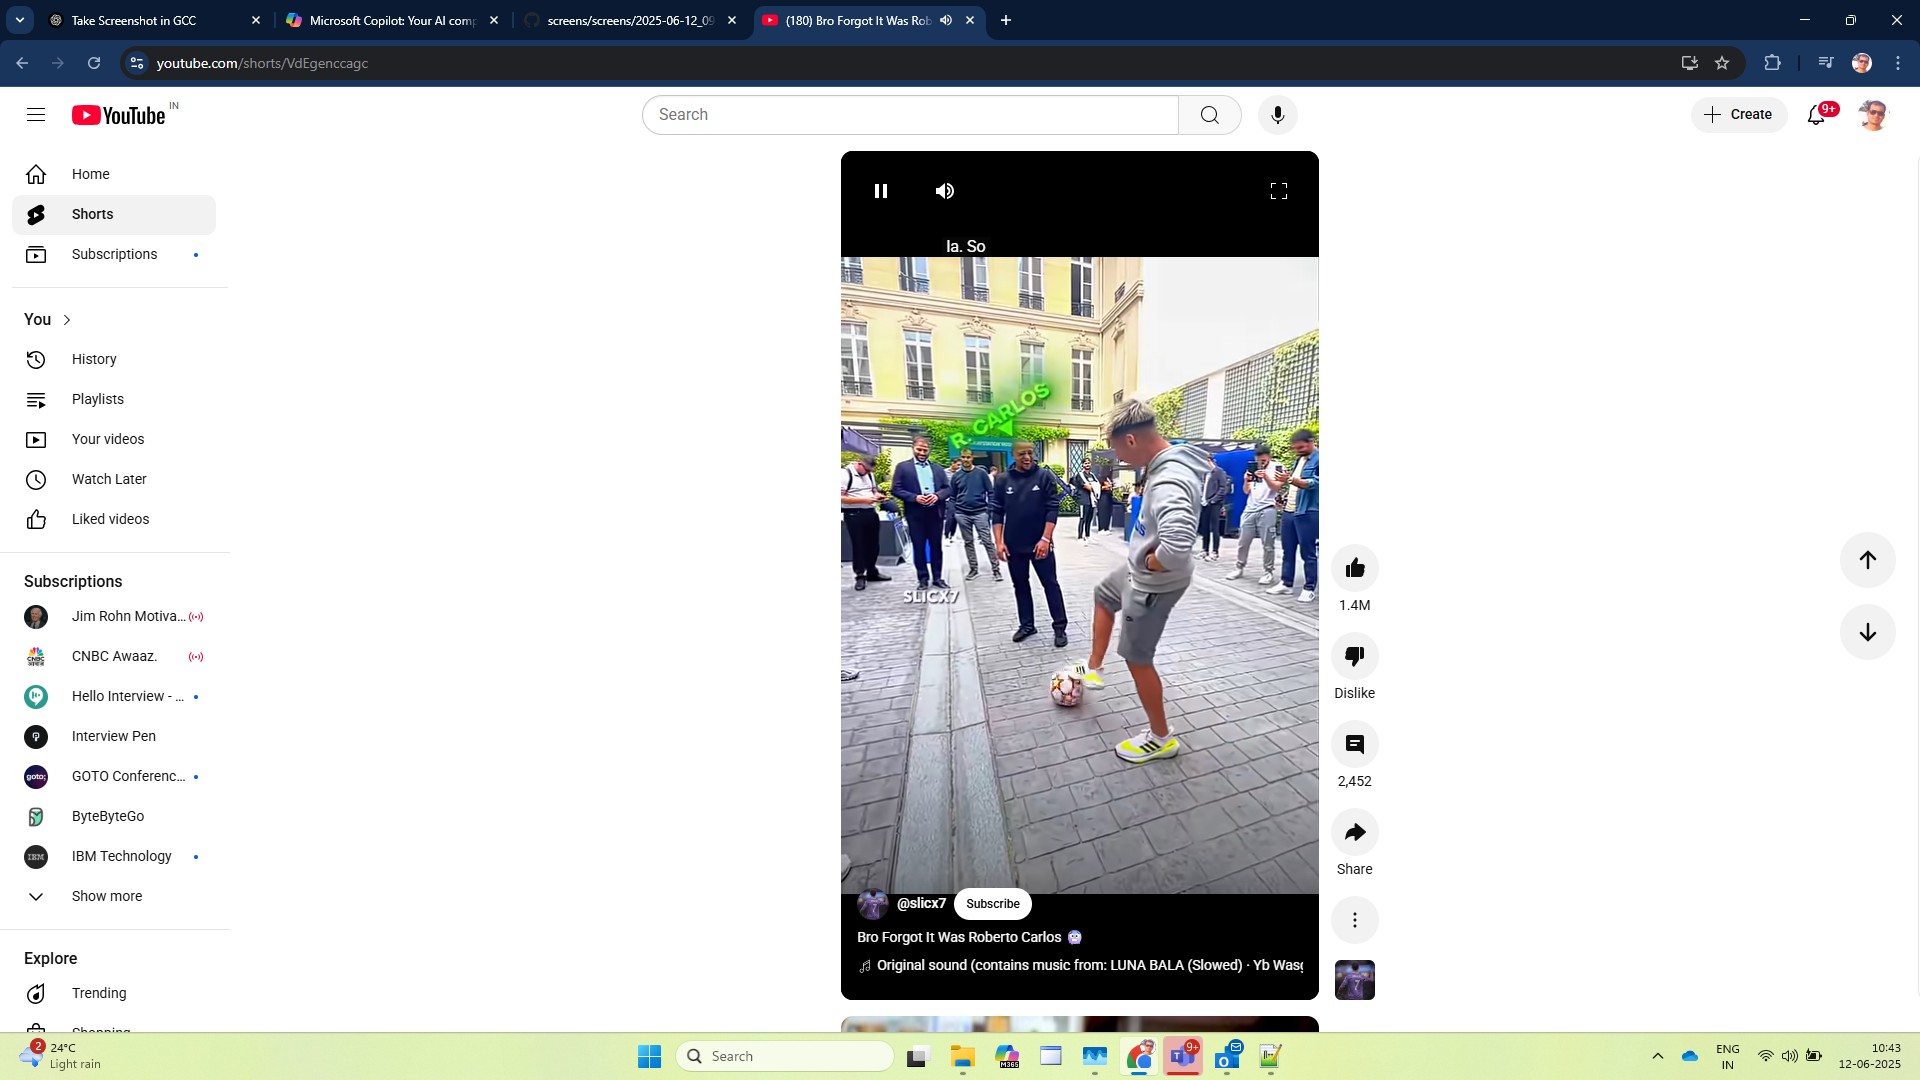 Take Screenshot in GCC
Microsoft Copilot: Your AI comp
screens/screens/2025-06-12_09
(180) Bro Forgot It Was Rob
youtube.com/shorts/VdEgenccagc
YouTube IN
Search
Create
9+
Home
Shorts
Subscriptions
You
History
Playlists
Your videos
Watch Later
Liked videos
Subscriptions
Jim Rohn Motiva...
CNBC Awaaz.
Hello Interview - ...
Interview Pen
GOTO Conferenc...
ByteByteGo
IBM Technology
Show more
Explore
Trending
Shopping
la. So
R. CARLOS
SLICX7
@slicx7
Subscribe
Bro Forgot It Was Roberto Carlos
Original sound (contains music from: LUNA BALA (Slowed) · Yb Wasg
1.4M
Dislike
2,452
Share
2
24°C
Light rain
Search
M365
9+
ENG
IN
10:43
12-06-2025